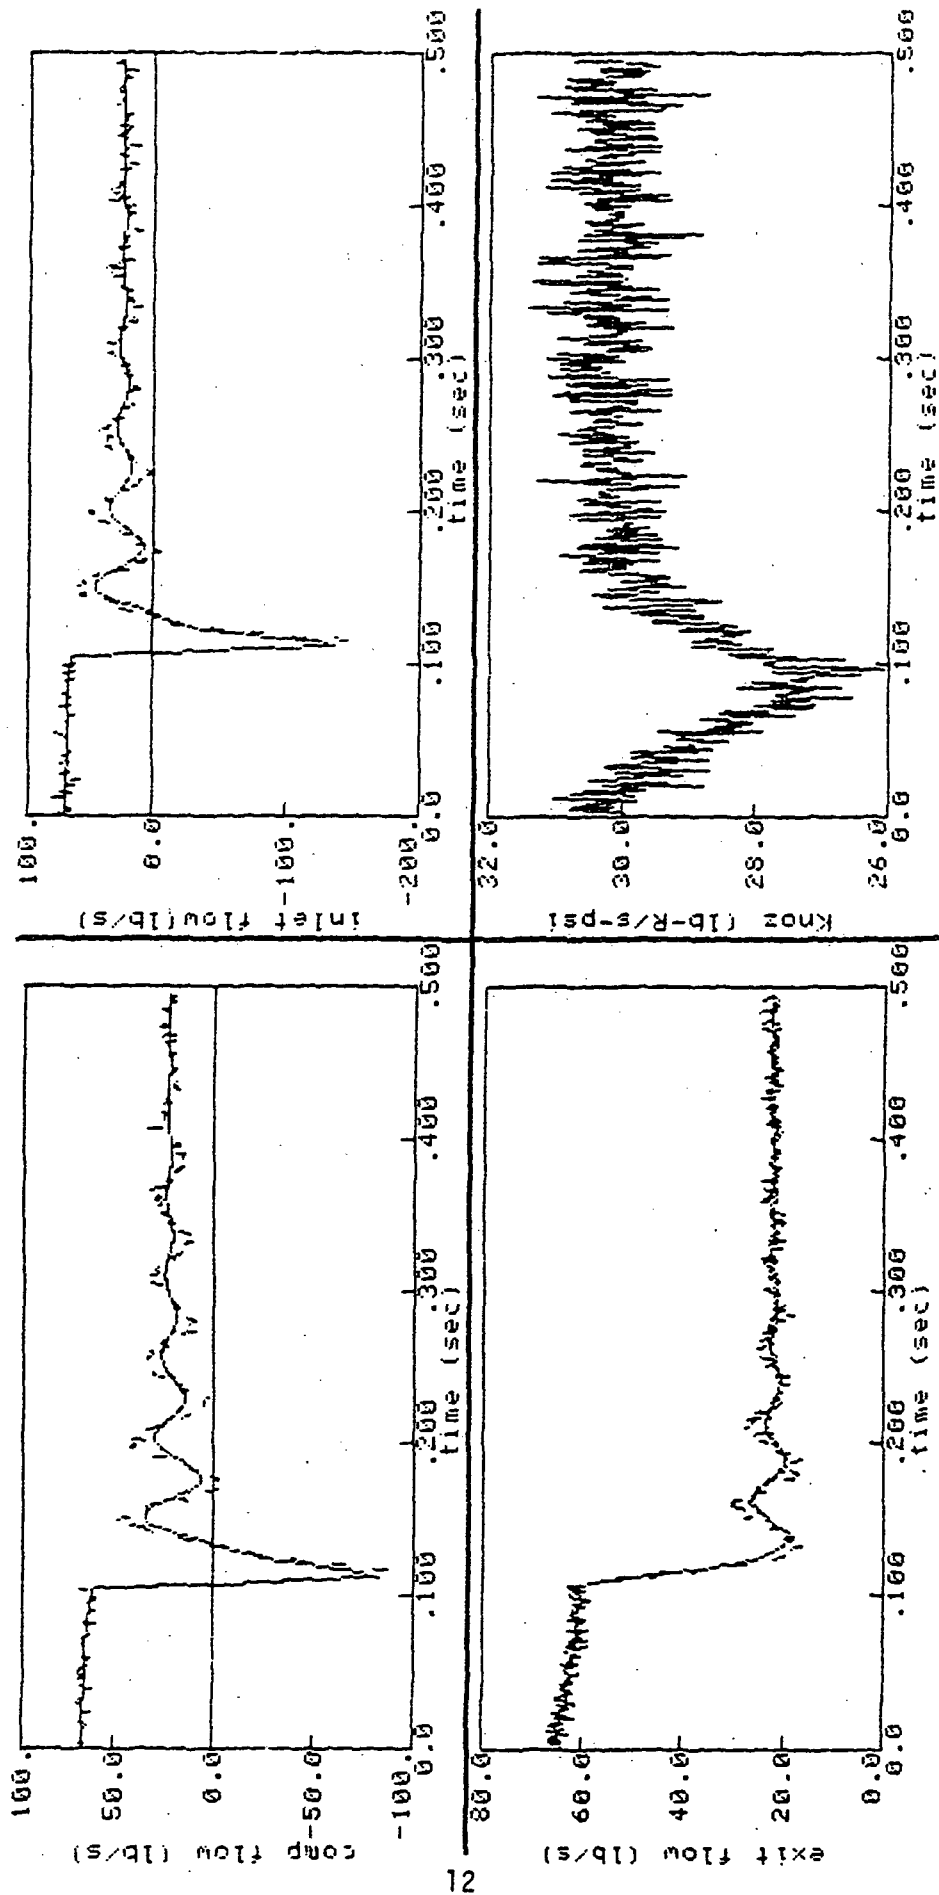 100.
50.0
0.0
-50.0
-100.
comp flow (lb/s)
0.0 .100 .200 .300 .400 .500
time (sec)
100.
0.0
-100.
-200.
inlet flow(lb/s)
0.0 .100 .200 .300 .400 .500
time (sec)
80.0
60.0
40.0
20.0
0.0
exit flow (lb/s)
0.0 .100 .200 .300 .400 .500
time (sec)
32.0
30.0
28.0
26.0
Knoz (lb-R/s-psi
0.0 .100 .200 .300 .400 .500
time (sec)
12